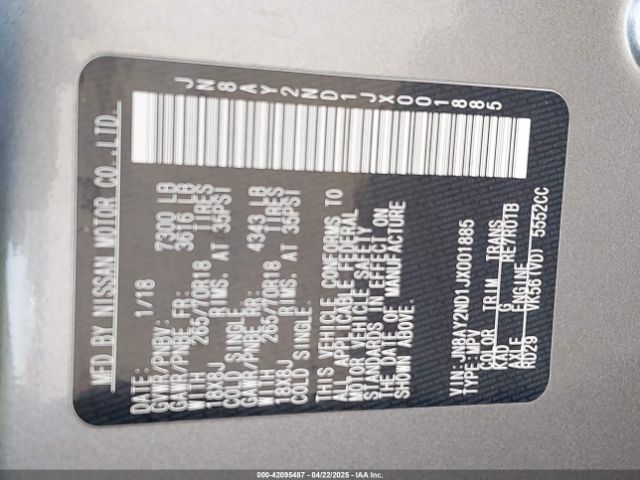 MFD BY NISSAN MOTOR CO.,LTD.
JN8AY2ND1JX001885
DATE: 1/18
GVWR/PNBV: 7300 LB
GAWR/PNBE FR: 3616 LB
WITH 265/70R18 TIRES
18X8J RIMS. AT 35PSI
COLD SINGLE
GAWR/PNBE RR: 4343 LB
WITH 265/70R18 TIRES
18X8J RIMS. AT 35PSI
COLD SINGLE.
THIS VEHICLE CONFORMS TO
ALL APPLICABLE FEDERAL
MOTOR VEHICLE SAFETY
STANDARDS IN EFFECT ON
THE DATE OF MANUFACTURE
SHOWN ABOVE.
VIN:JN8AY2ND1JX001885
TYPE:MPV
COLOR TRIM TRANS
KAD G RE7R01B
AXLE ENGINE
RD29 VK56(VD) 5552CC
000-42095487 - 04/22/2025 - IAA Inc.